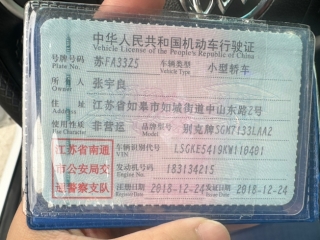 中华人民共和国机动车行驶证
Vehicle License of the People's Republic of China
号牌号码 苏FA33Z5 车辆类型 小型轿车
Plate No. Vehicle Type
所有人 张宇良
Owner
住址 江苏省如皋市如城街道中山东路2号
Address
使用性质 非营运 品牌型号 别克牌SGM7133LAA2
Use Character Model
江苏省南通
市公安局交
通警察支队
车辆识别代号 LSGKE5419KW110401
VIN
发动机号码 183134215
Engine No.
注册日期 2018-12-24 发证日期 2018-12-24
Register Date Issue Date